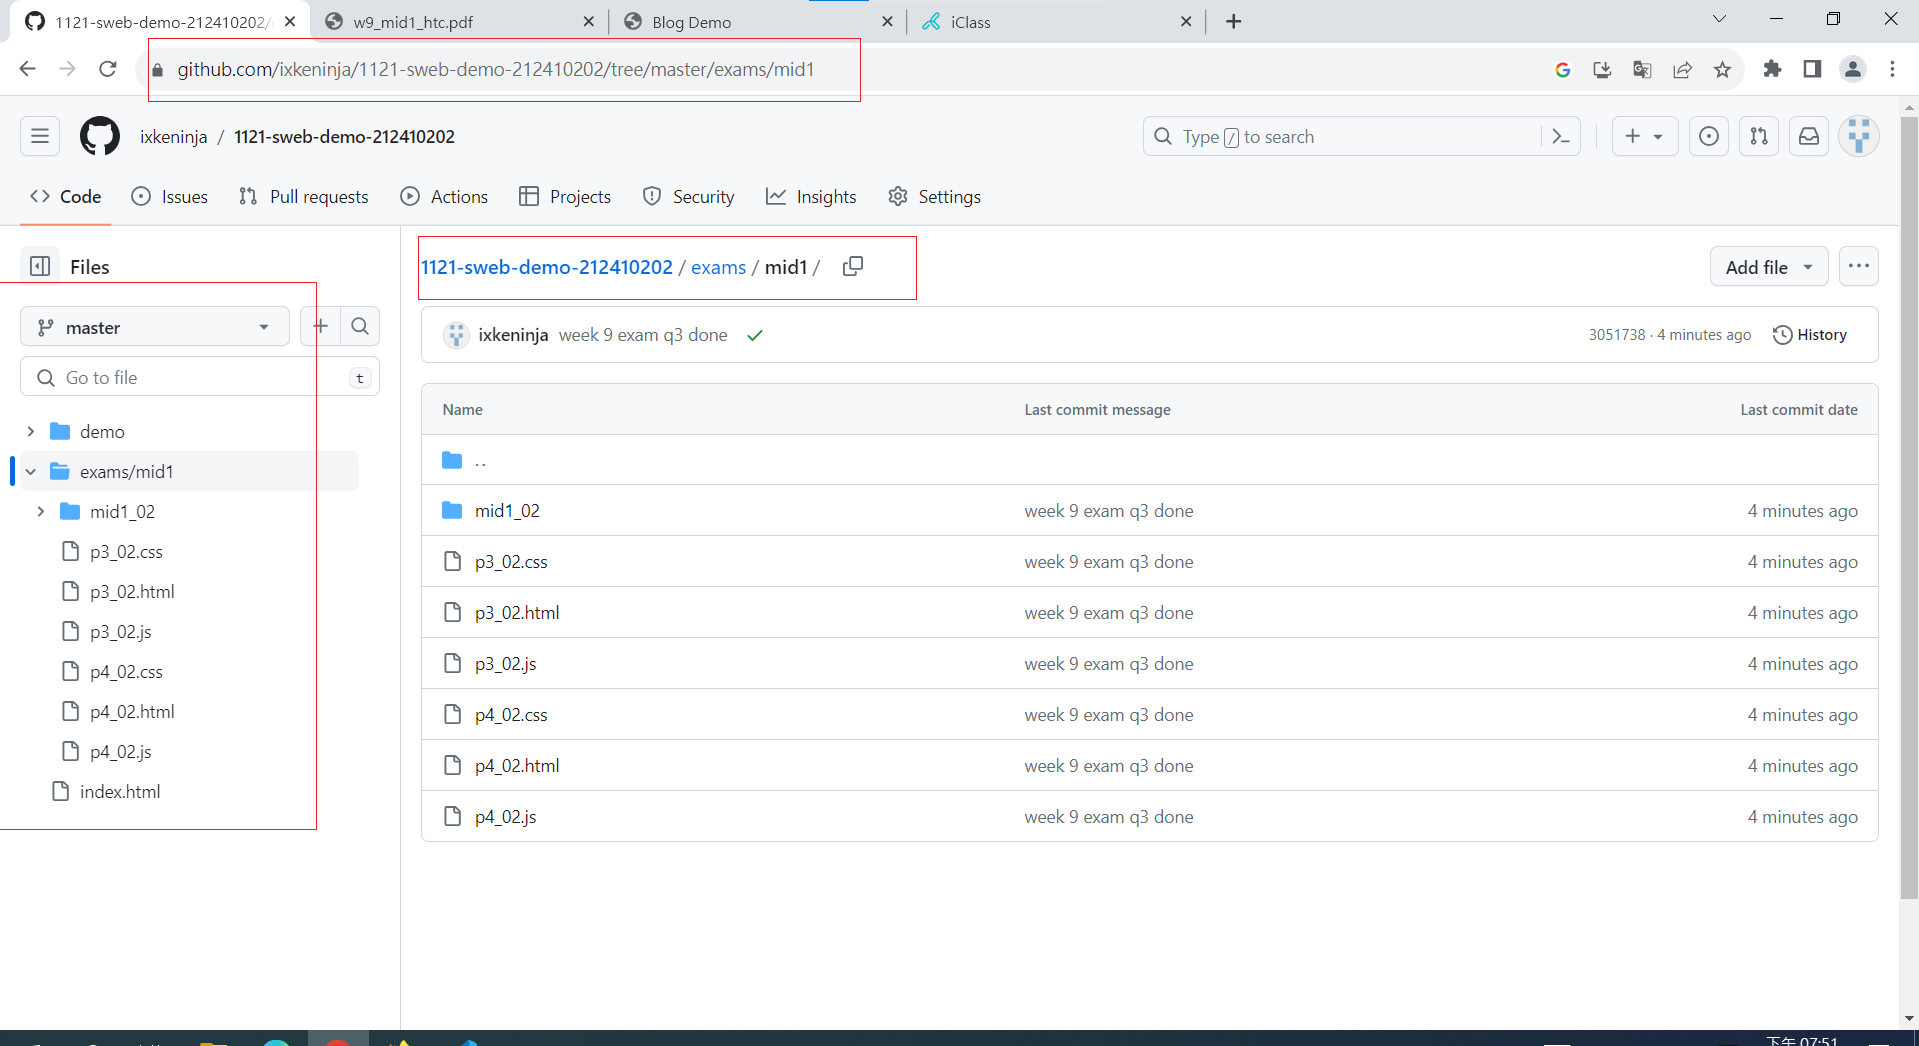 1121-sweb-demo-212410202/
w9_mid1_htc.pdf
Blog Demo
iClass
github.com/ixkeninja/1121-sweb-demo-212410202/tree/master/exams/mid1
ixkeninja / 1121-sweb-demo-212410202
Type / to search
Code
Issues
Pull requests
Actions
Projects
Security
Insights
Settings
Files
master
Go to file
t
demo
exams/mid1
mid1_02
p3_02.css
p3_02.html
p3_02.js
p4_02.css
p4_02.html
p4_02.js
index.html
1121-sweb-demo-212410202 / exams / mid1 /
Add file
ixkeninja week 9 exam q3 done
3051738 · 4 minutes ago
History
Name Last commit message Last commit date
..
mid1_02 week 9 exam q3 done 4 minutes ago
p3_02.css week 9 exam q3 done 4 minutes ago
p3_02.html week 9 exam q3 done 4 minutes ago
p3_02.js week 9 exam q3 done 4 minutes ago
p4_02.css week 9 exam q3 done 4 minutes ago
p4_02.html week 9 exam q3 done 4 minutes ago
p4_02.js week 9 exam q3 done 4 minutes ago
下午 07:51